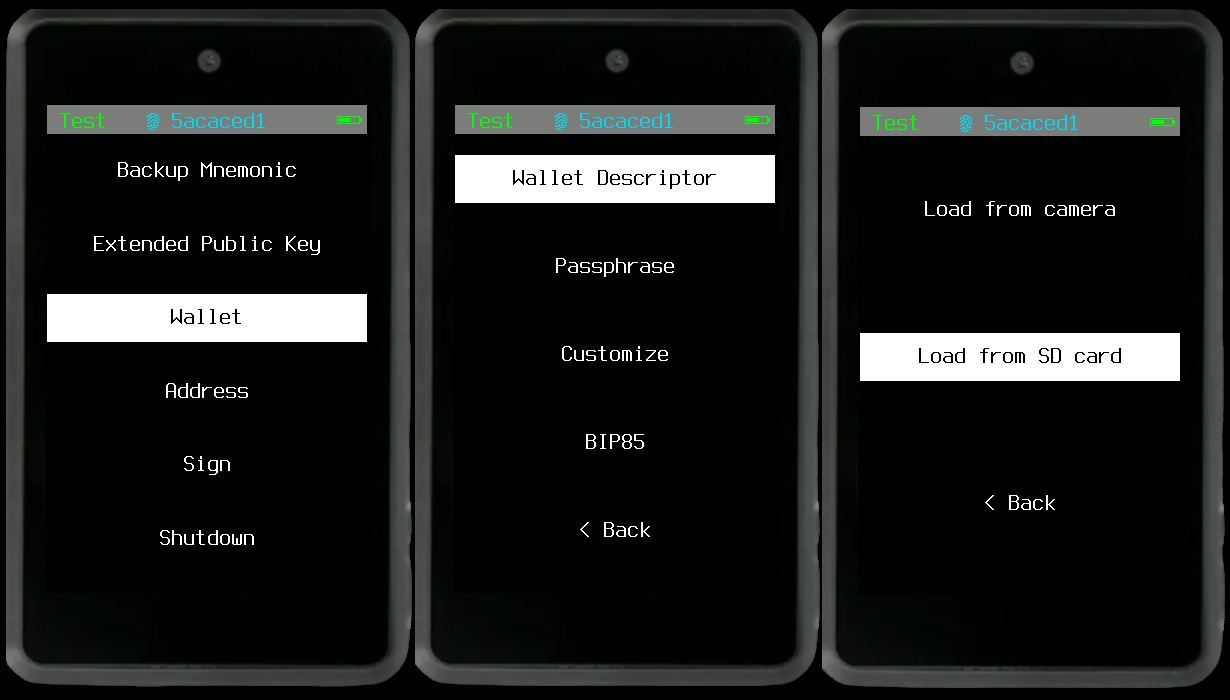 Test 5acaced1
Backup Mnemonic
Extended Public Key
Wallet
Address
Sign
Shutdown
Test 5acaced1
Wallet Descriptor
Passphrase
Customize
BIP85
< Back
Test 5acaced1
Load from camera
Load from SD card
< Back